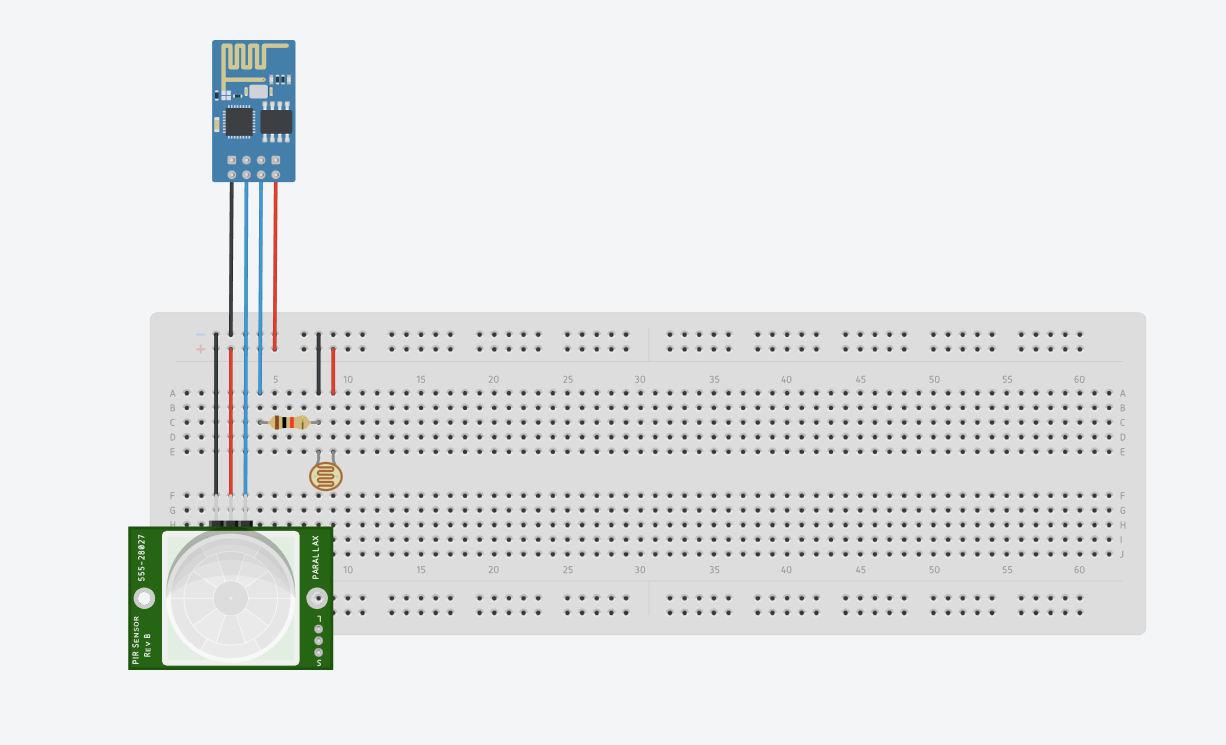 −
+
5 10 15 20 25 30 35 40 45 50 55 60
A A
B B
C C
D D
E E
F F
G G
H H
I
J
10 15 20 25 30 35 40 45 50 55 60
555-28027
PIR SENSOR
REV B
PARALLAX
L
S